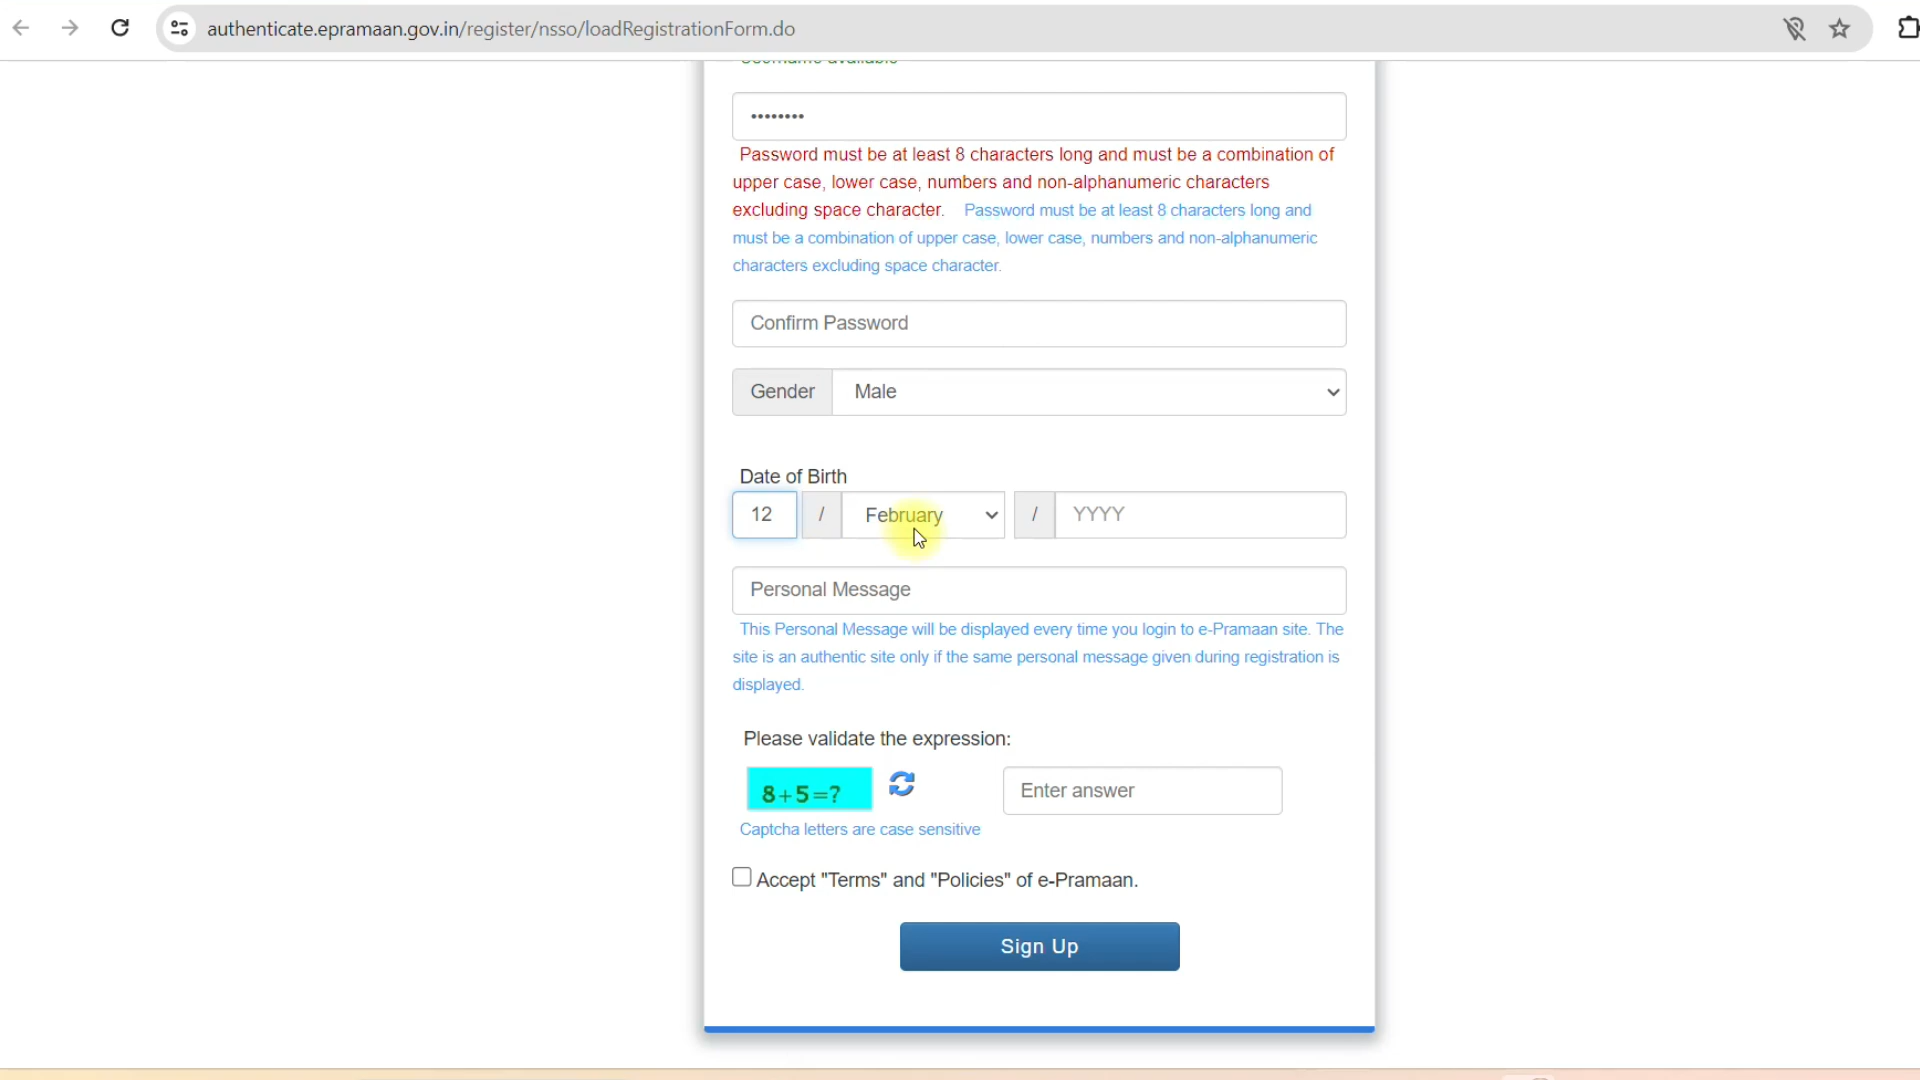 authenticate.epramaan.gov.in/register/nsso/loadRegistrationForm.do
Username available
••••••••
Password must be at least 8 characters long and must be a combination of
upper case, lower case, numbers and non-alphanumeric characters
excluding space character. Password must be at least 8 characters long and
must be a combination of upper case, lower case, numbers and non-alphanumeric
characters excluding space character.
Confirm Password
Gender Male
Date of Birth
12 / February / YYYY
Personal Message
This Personal Message will be displayed every time you login to e-Pramaan site. The
site is an authentic site only if the same personal message given during registration is
displayed.
Please validate the expression:
8+5=? Enter answer
Captcha letters are case sensitive
Accept "Terms" and "Policies" of e-Pramaan.
Sign Up